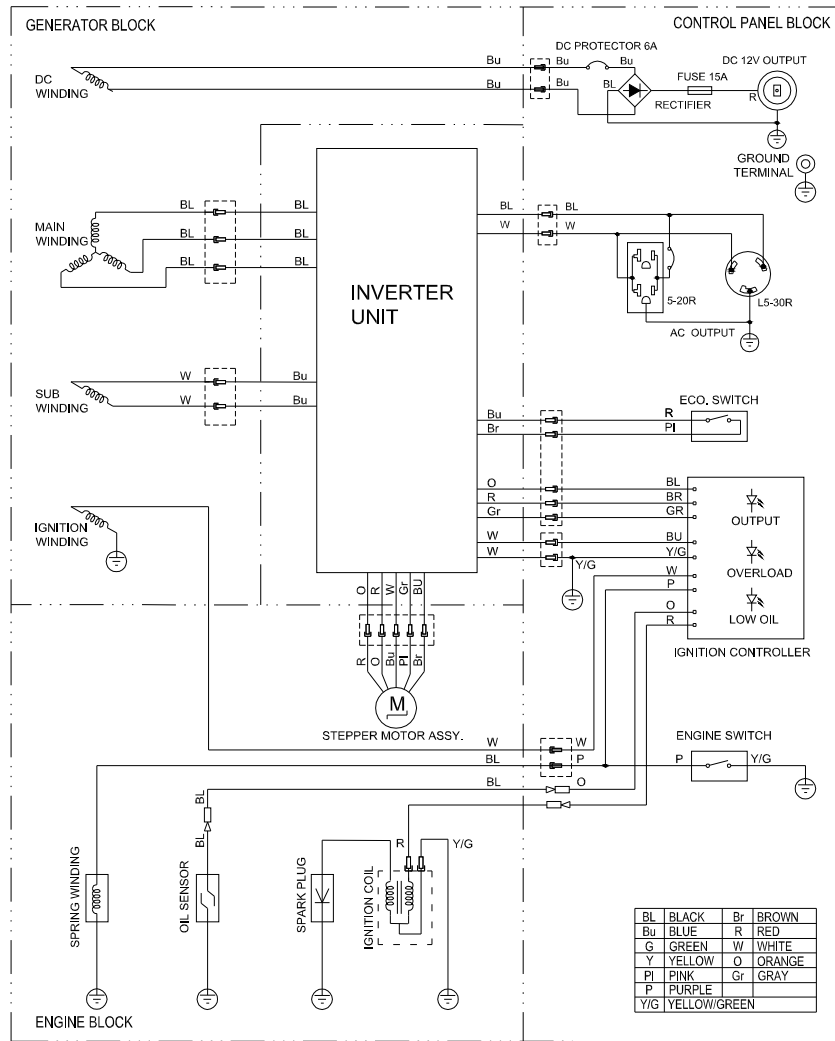 GENERATOR BLOCK
CONTROL PANEL BLOCK
DC PROTECTOR 6A
DC 12V OUTPUT
Bu
Bu
Bu
FUSE 15A
DC
WINDING
Bu
Bu
BL
R
RECTIFIER
GROUND
TERMINAL
BL
BL
BL
BL
W
W
MAIN
WINDING
BL
BL
BL
BL
INVERTER
UNIT
5-20R
L5-30R
AC OUTPUT
SUB
WINDING
W
Bu
W
Bu
ECO. SWITCH
Bu
R
Br
PI
O
BL
R
BR
Gr
GR
OUTPUT
IGNITION
WINDING
W
BU
W
Y/G
Y/G
OVERLOAD
W
P
O
LOW OIL
R
IGNITION CONTROLLER
O
R
W
Gr
BU
R
O
Bu
PI
Br
M
STEPPER MOTOR ASSY.
W
W
ENGINE SWITCH
BL
P
P
Y/G
BL
O
BL
BL
R
Y/G
SPRING WINDING
OIL SENSOR
SPARK PLUG
IGNITION COIL
BL BLACK Br BROWN
Bu BLUE R RED
G GREEN W WHITE
Y YELLOW O ORANGE
PI PINK Gr GRAY
P PURPLE
Y/G YELLOW/GREEN
ENGINE BLOCK